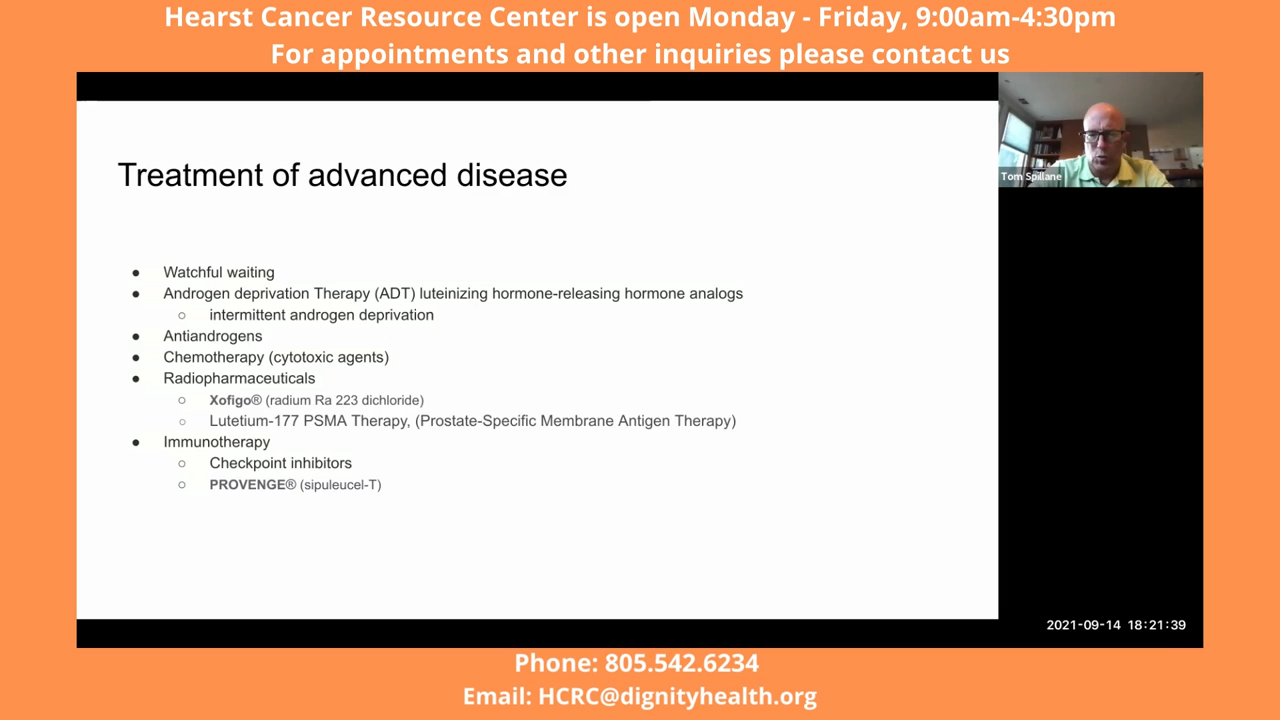 Hearst Cancer Resource Center is open Monday - Friday, 9:00am-4:30pm
For appointments and other inquiries please contact us
Treatment of advanced disease
● Watchful waiting
● Androgen deprivation Therapy (ADT) luteinizing hormone-releasing hormone analogs
○ intermittent androgen deprivation
● Antiandrogens
● Chemotherapy (cytotoxic agents)
● Radiopharmaceuticals
○ Xofigo® (radium Ra 223 dichloride)
○ Lutetium-177 PSMA Therapy, (Prostate-Specific Membrane Antigen Therapy)
● Immunotherapy
○ Checkpoint inhibitors
○ PROVENGE® (sipuleucel-T)
Tom Spillane
2021-09-14 18:21:39
Phone: 805.542.6234
Email: HCRC@dignityhealth.org